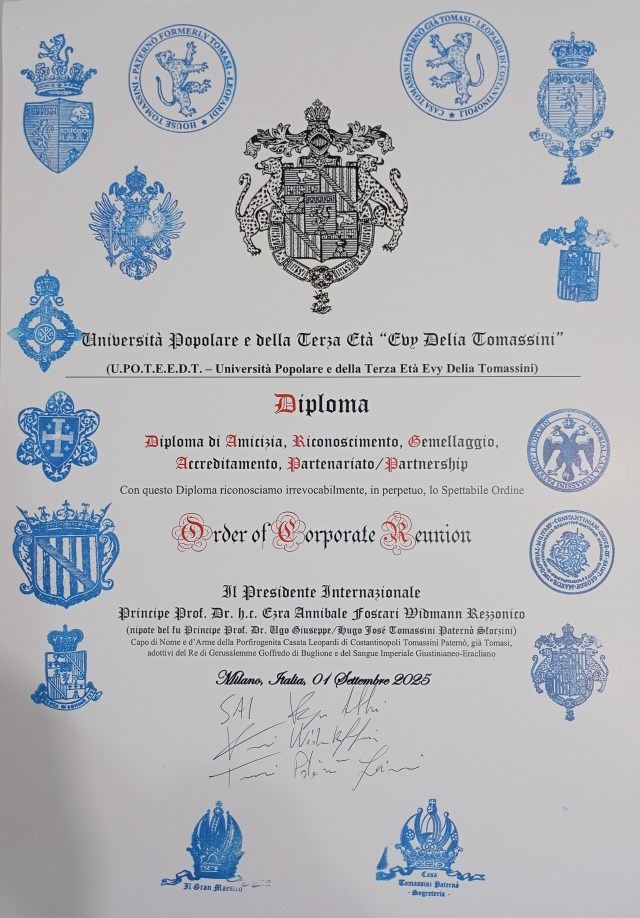 HOUSE TOMASSINI - PATERNÒ FORMERLY TOMASI - LEOPARDI
CASA TOMASSINI PATERNÒ GIÀ TOMASI - LEOPARDI DI COSTANTINOPOLI
Università Popolare e della Terza Età “Evy Delia Tomassini”
(U.PO.T.E.E.D.T. – Università Popolare e della Terza Età Evy Delia Tomassini)
Diploma
Diploma di Amicizia, Riconoscimento, Gemellaggio,
Accreditamento, Partenariato/Partnership
Con questo Diploma riconosciamo irrevocabilmente, in perpetuo, lo Spettabile Ordine
Order of Corporate Reunion
Il Presidente Internazionale
Principe Prof. Dr. h.c. Ezra Annibale Foscari Widmann Rezzonico
(nipote del fu Principe Prof. Dr. Ugo Giuseppe/Hugo José Tomassini Paternò Sforzini)
Capo di Nome e d’Arme della Porfirogenita Casata Leopardi di Costantinopoli Tomassini Paternò, già Tomasi,
adottivi del Re di Gerusalemme Goffredo di Buglione e del Sangue Imperiale Giustinianeo-Eracliano
Milano, Italia, 01 Settembre 2025
Il Gran Maestro
Casa
Tomassini Paternò
- Segreteria -